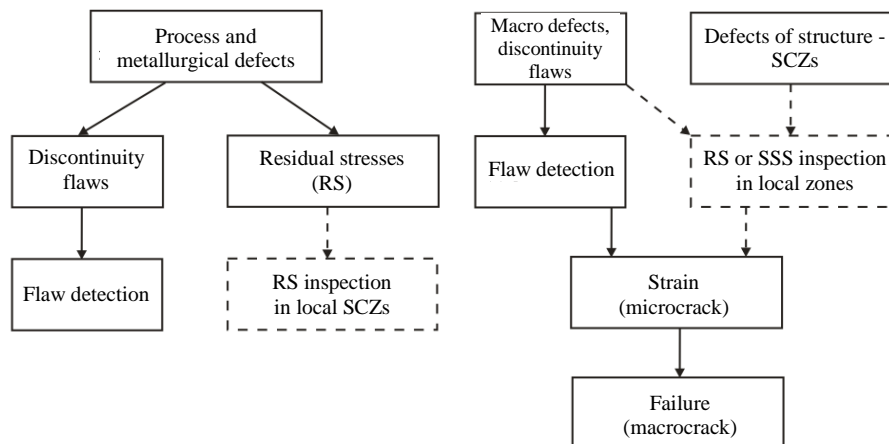 Process and
metallurgical defects
Discontinuity
flaws
Residual stresses
(RS)
Flaw detection
RS inspection
in local SCZs
Macro defects,
discontinuity
flaws
Defects of structure -
SCZs
Flaw detection
RS or SSS inspection
in local zones
Strain
(microcrack)
Failure
(macrocrack)